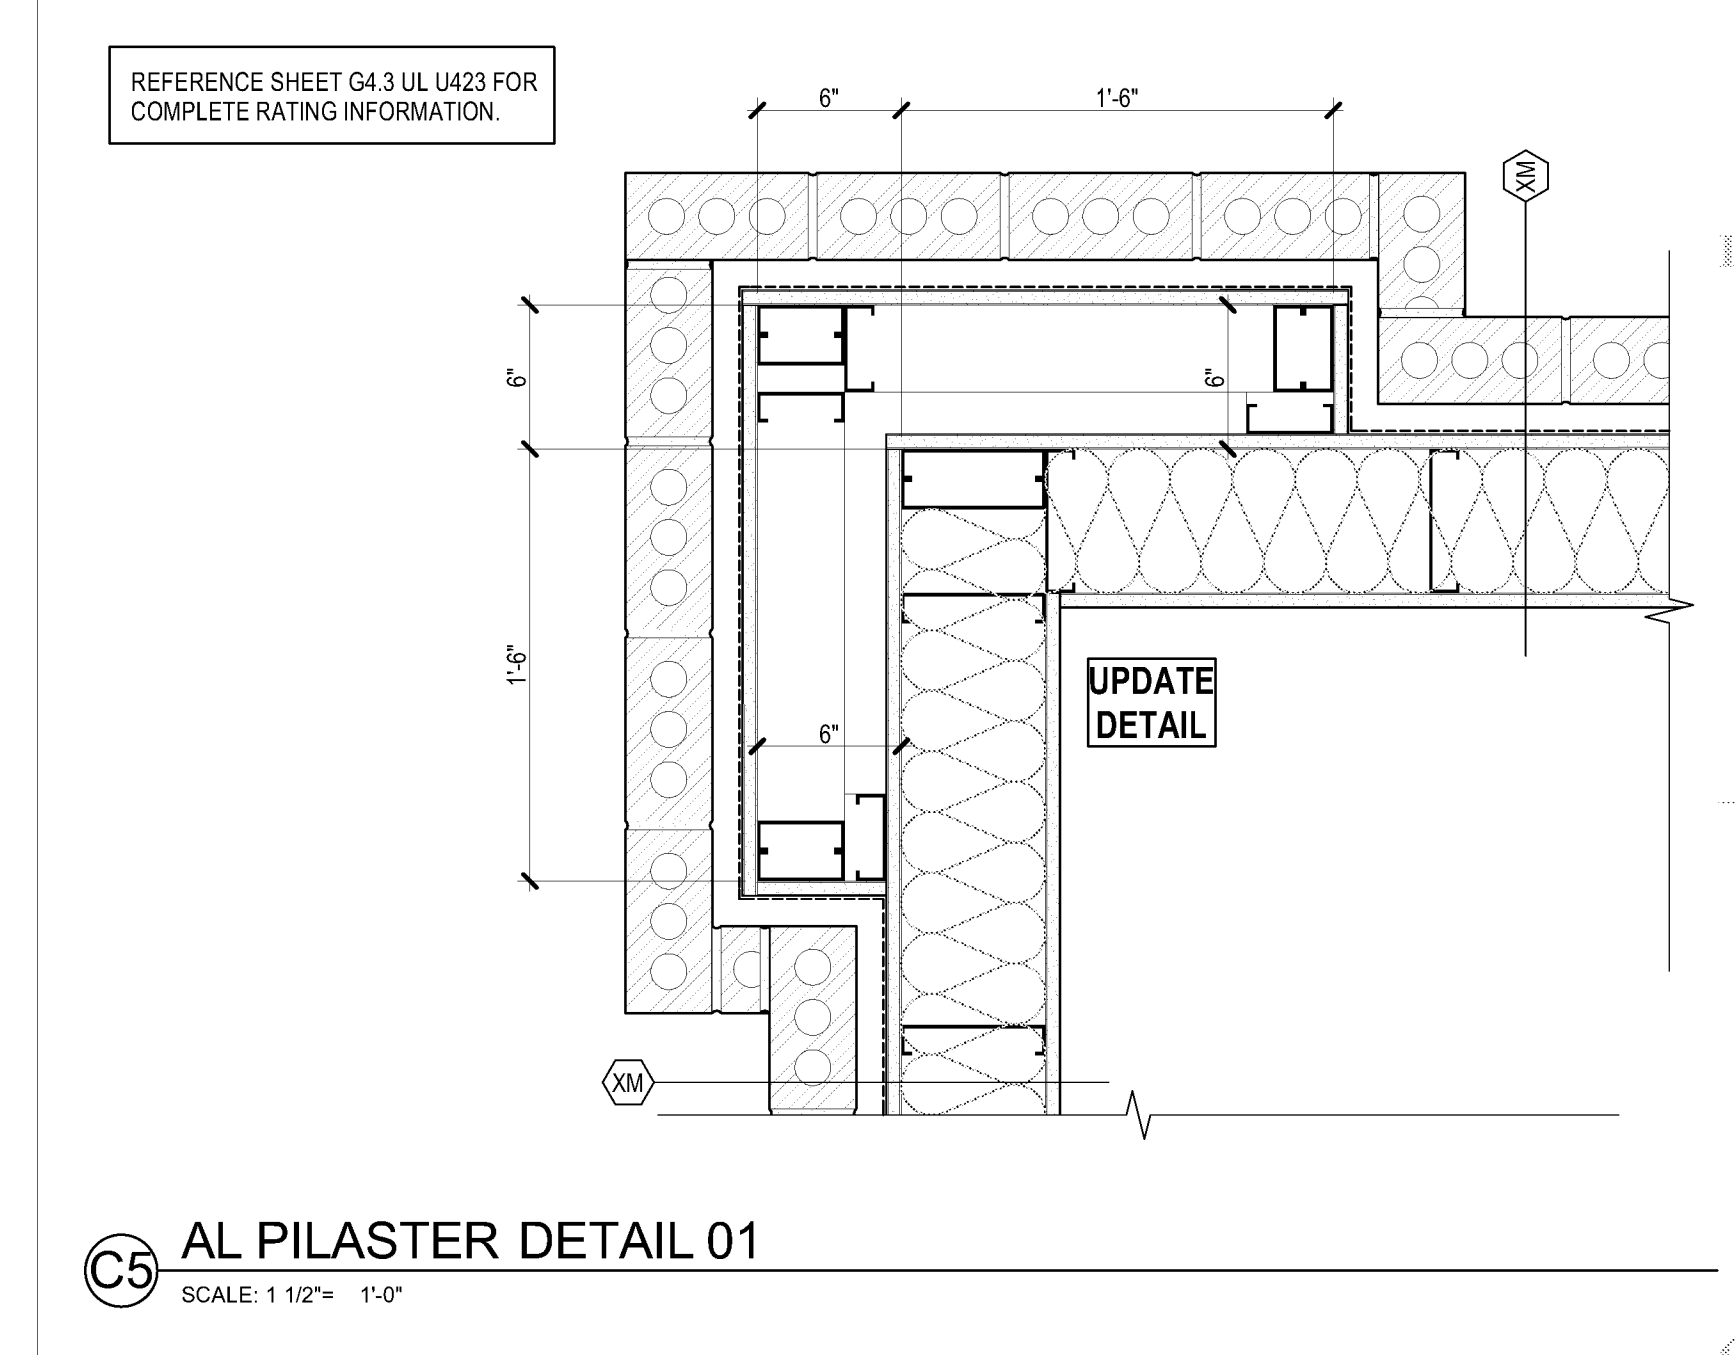 REFERENCE SHEET G4.3 UL U423 FOR
COMPLETE RATING INFORMATION.
6"
1'-6"
XM
6"
6"
1'-6"
UPDATE
DETAIL
6"
XM
C5
AL PILASTER DETAIL 01
SCALE: 1 1/2"= 1'-0"